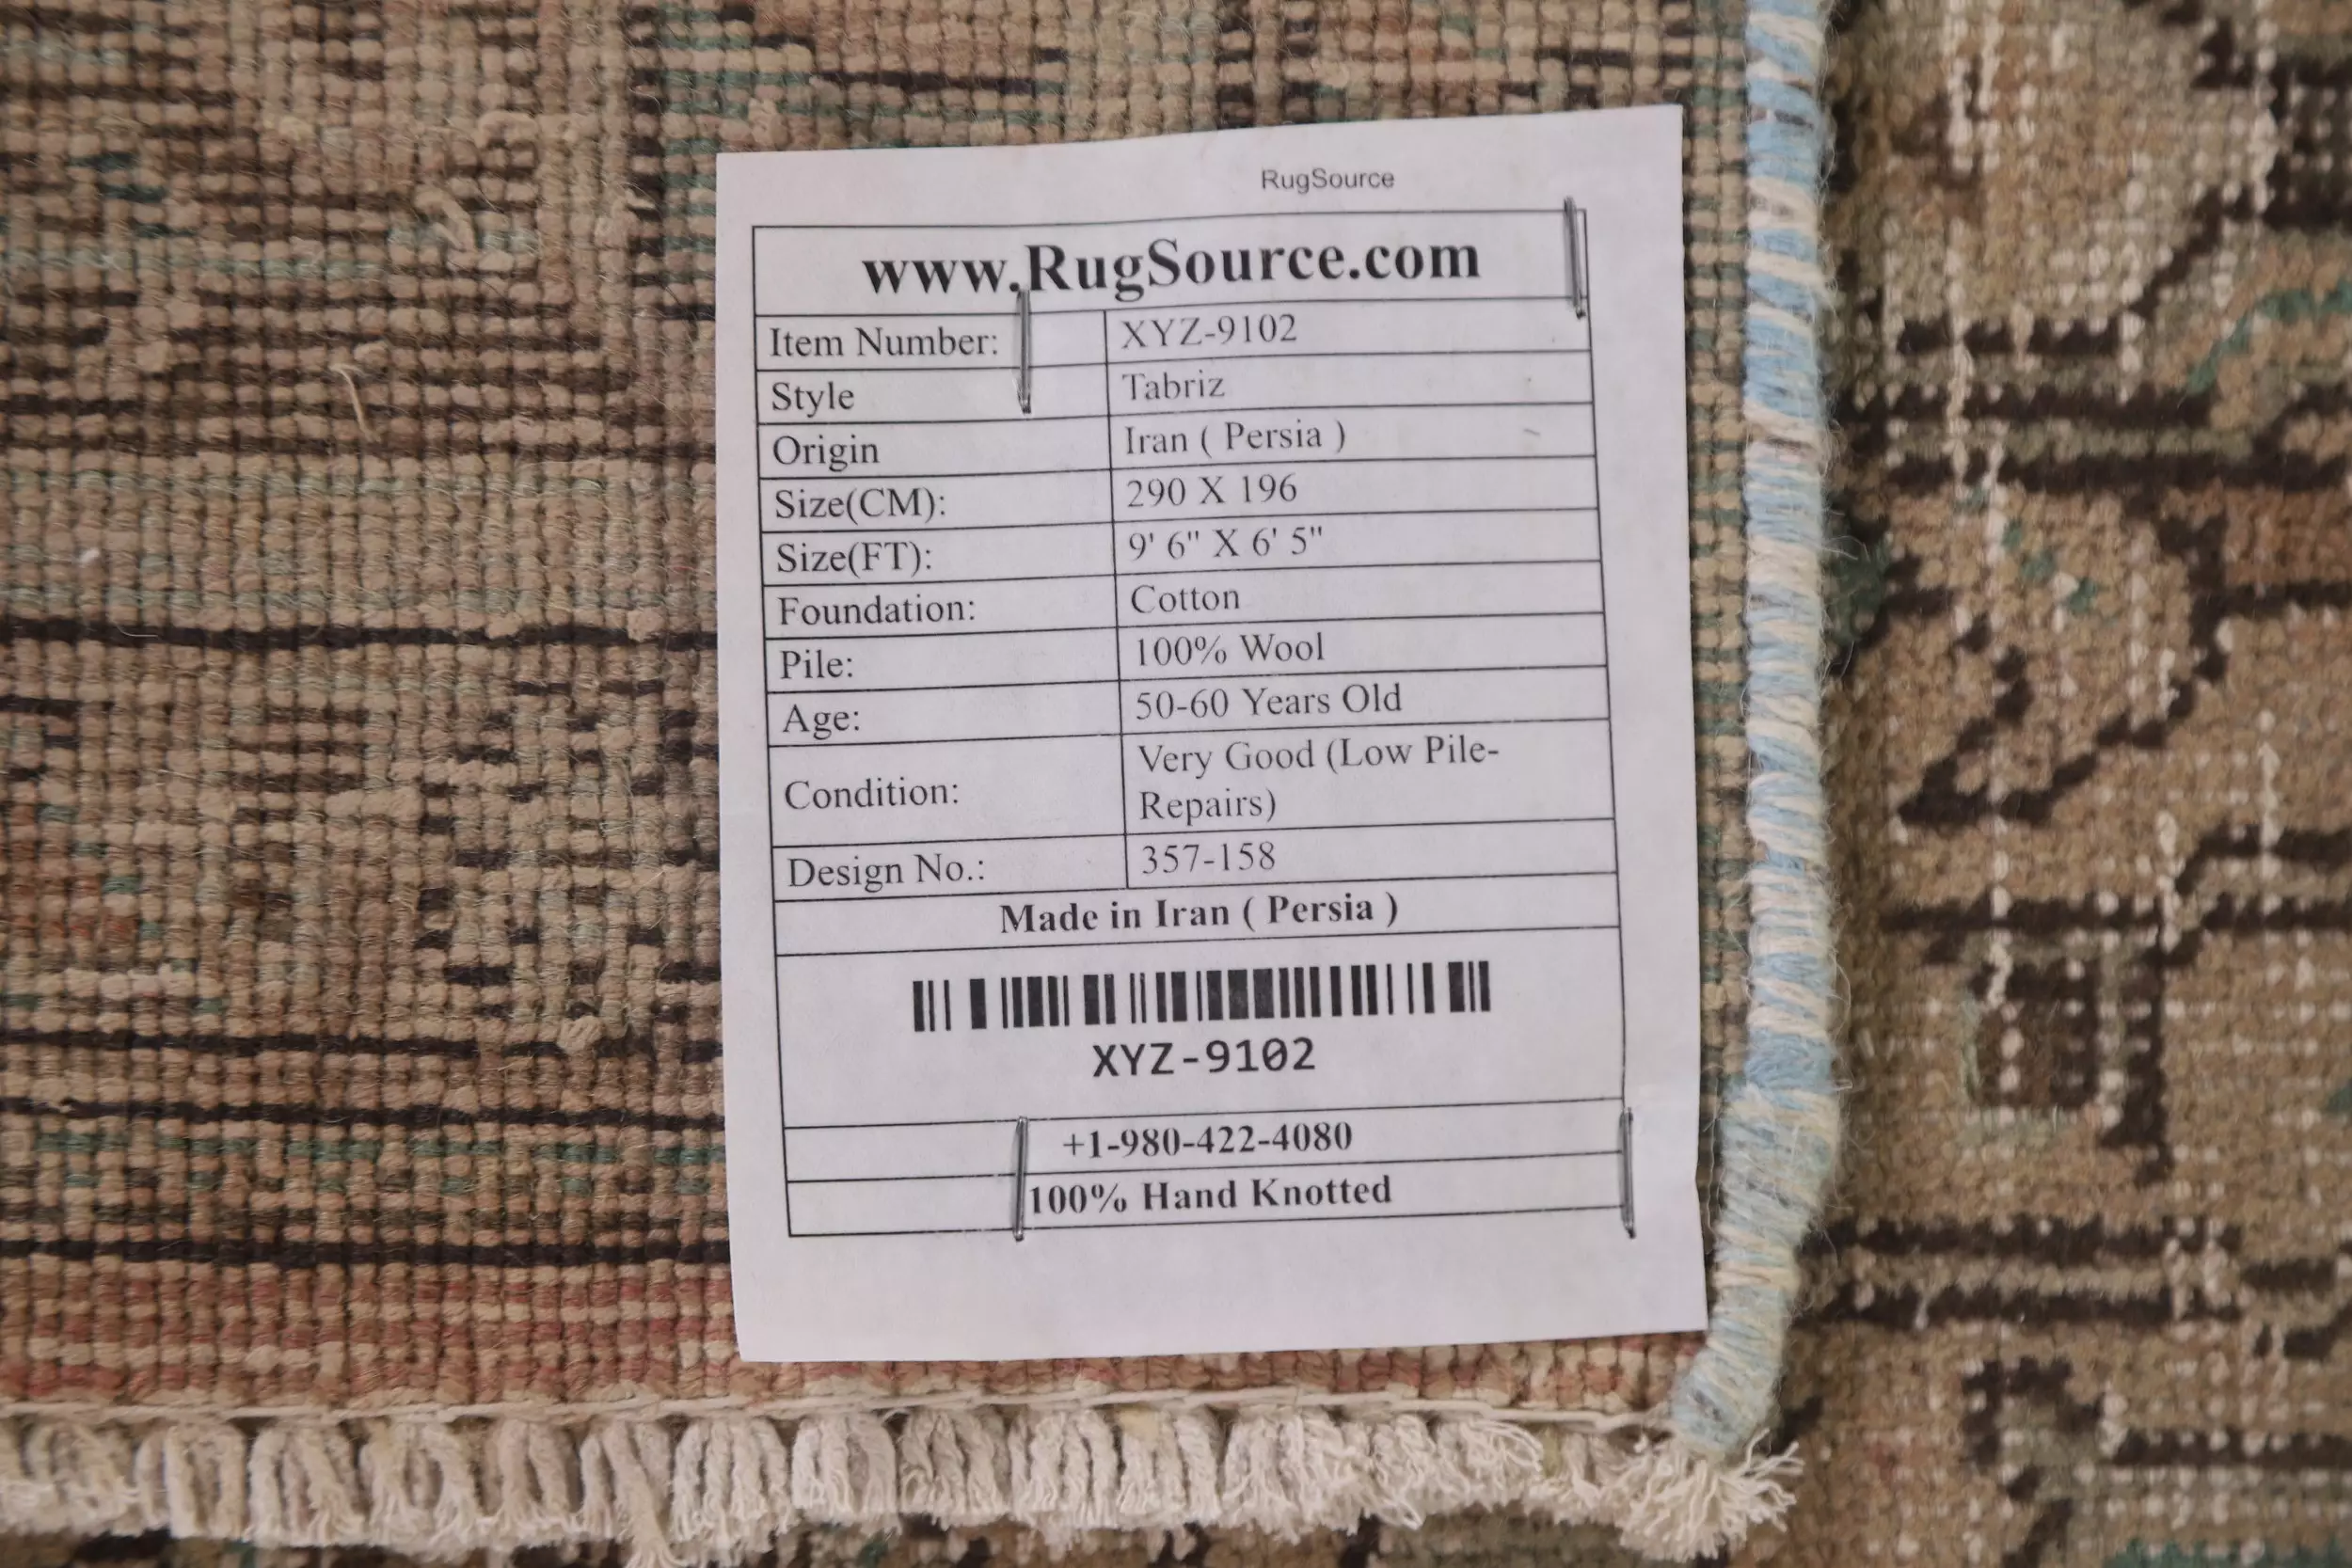 RugSource
www.RugSource.com
Item Number: XYZ-9102
Style Tabriz
Origin Iran ( Persia )
Size(CM): 290 X 196
Size(FT): 9' 6" X 6' 5"
Foundation: Cotton
Pile: 100% Wool
Age: 50-60 Years Old
Condition: Very Good (Low Pile-
Repairs)
Design No.: 357-158
Made in Iran ( Persia )
XYZ-9102
+1-980-422-4080
100% Hand Knotted